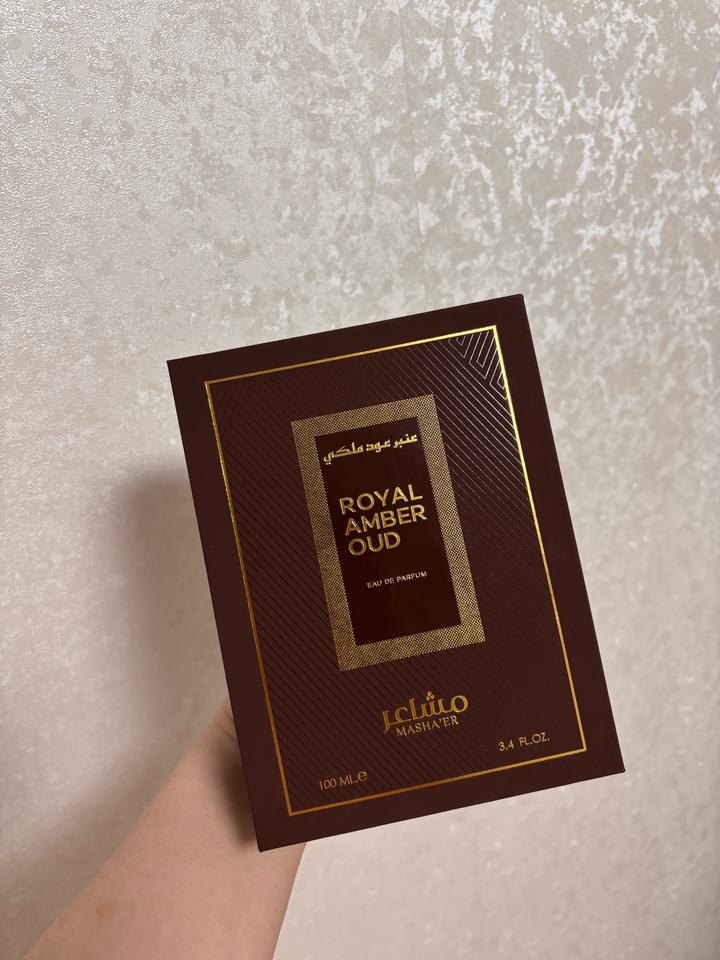 عنبر عود ملكي
ROYAL
AMBER
OUD
EAU DE PARFUM
مشاعر
MASHA'ER
100 ML.e 3.4 FL.OZ.